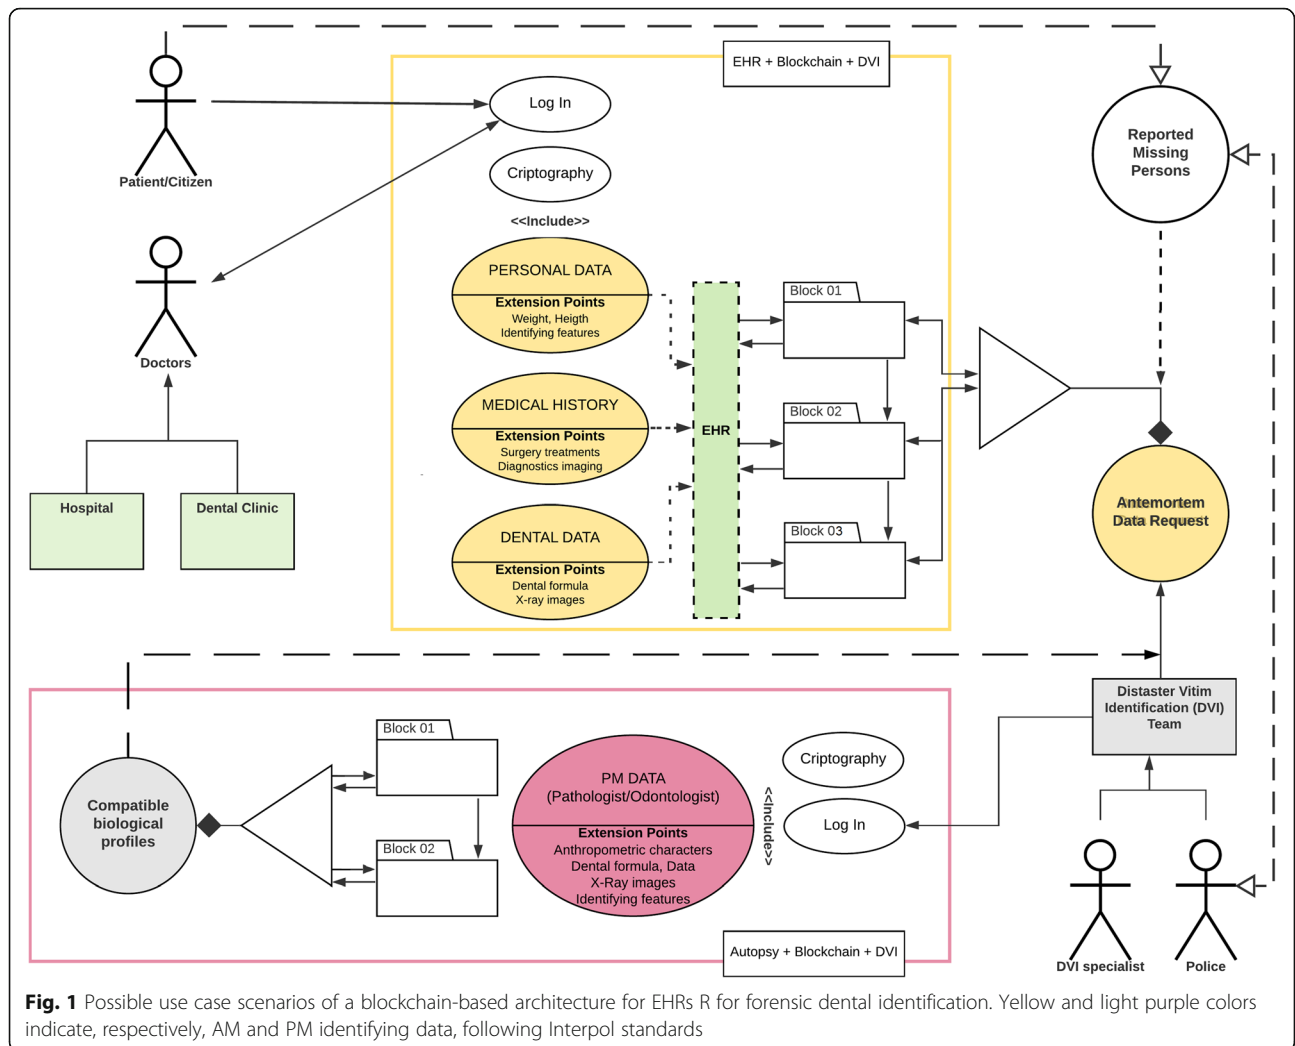 EHR + Blockchain + DVI
Log In
Criptography
<<Include>>
Patient/Citizen
Doctors
Hospital
Dental Clinic
PERSONAL DATA
Extension Points
Weight, Heigth
Identifying features
MEDICAL HISTORY
Extension Points
Surgery treatments
Diagnostics imaging
DENTAL DATA
Extension Points
Dental formula
X-ray images
EHR
Block 01
Block 02
Block 03
Reported
Missing
Persons
Antemortem
Data Request
Distaster Vitim
Identification (DVI)
Team
DVI specialist
Police
Compatible
biological
profiles
Block 01
Block 02
PM DATA
(Pathologist/Odontologist)
Extension Points
Anthropometric characters
Dental formula, Data
X-Ray images
Identifying features
<<Include>>
Criptography
Log In
Autopsy + Blockchain + DVI
Fig. 1 Possible use case scenarios of a blockchain-based architecture for EHRs R for forensic dental identification. Yellow and light purple colors
indicate, respectively, AM and PM identifying data, following Interpol standards